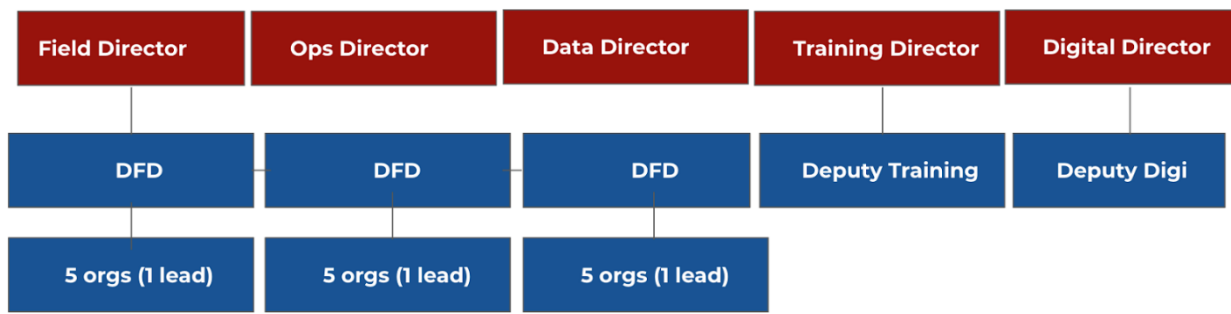 Field Director
Ops Director
Data Director
Training Director
Digital Director
DFD
DFD
DFD
Deputy Training
Deputy Digi
5 orgs (1 lead)
5 orgs (1 lead)
5 orgs (1 lead)